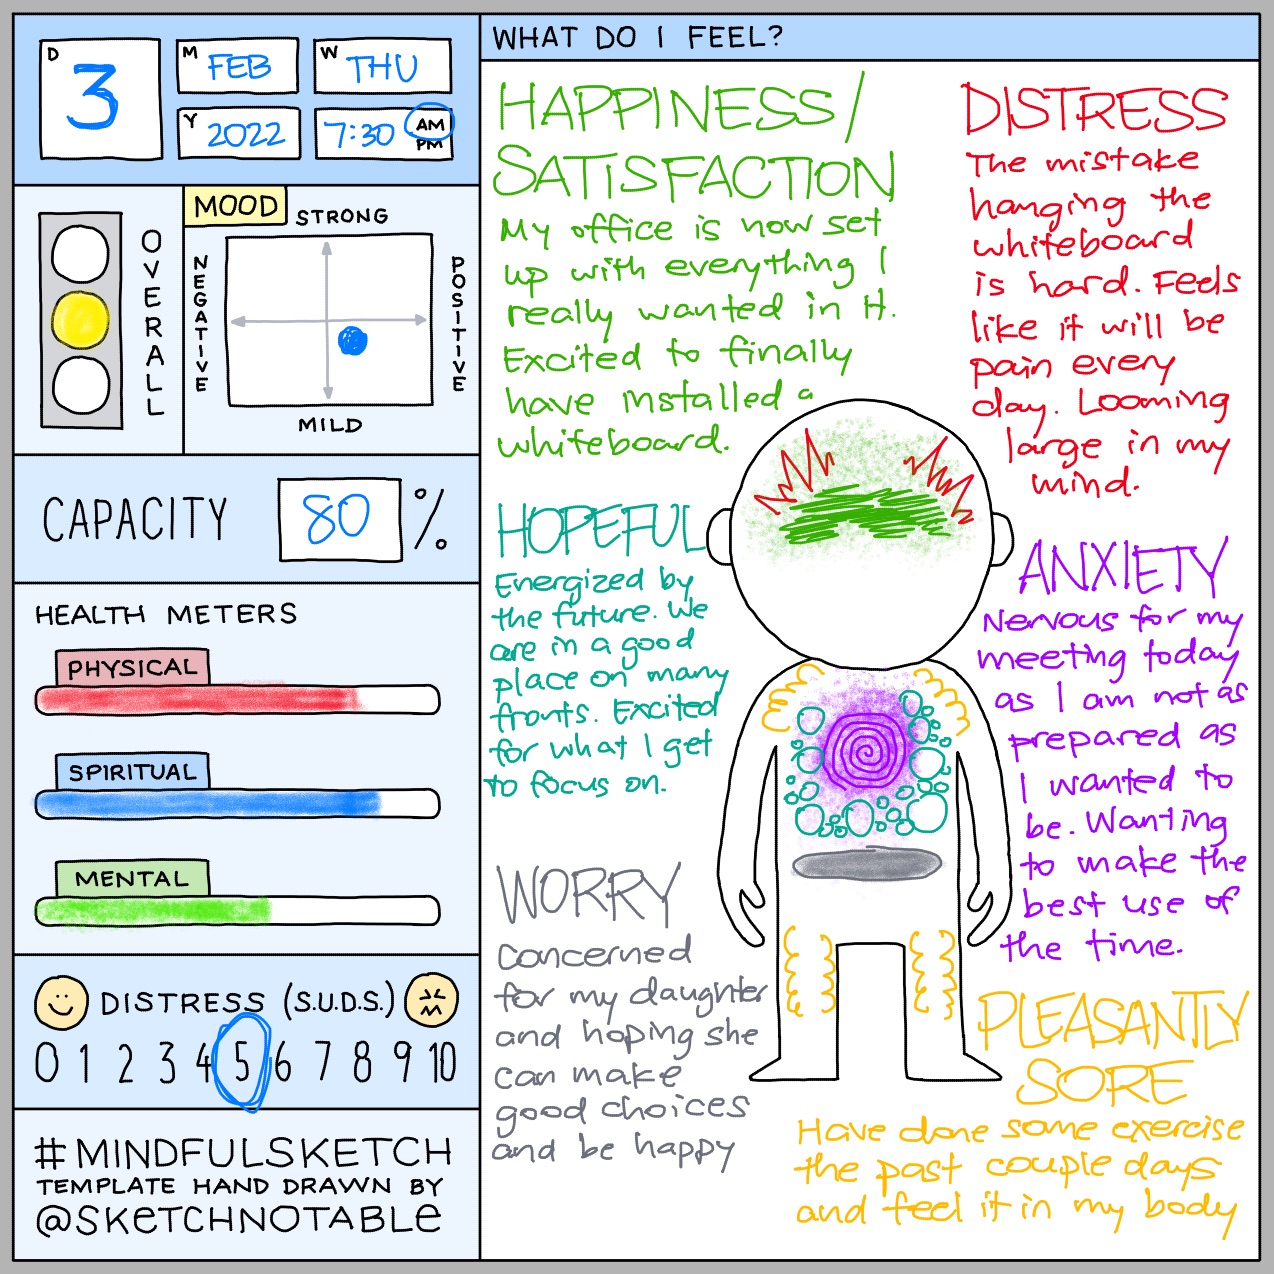 D
3
M
FEB
W
THU
Y
2022
7:30 AM
PM
OVERALL
MOOD
STRONG
NEGATIVE
POSITIVE
MILD
CAPACITY 80 %
HEALTH METERS
PHYSICAL
SPIRITUAL
MENTAL
DISTRESS (S.U.D.S.)
0 1 2 3 4 5 6 7 8 9 10
#MINDFULSKETCH
TEMPLATE HAND DRAWN BY
@SKETCHNOTABLE
WHAT DO I FEEL?
HAPPINESS/
SATISFACTION
My office is now set
up with everything I
really wanted in it.
Excited to finally
have installed a
whiteboard.
DISTRESS
The mistake
hanging the
whiteboard
is hard. Feels
like it will be
pain every
day. Looming
large in my
mind.
HOPEFUL
Energized by
the future. We
are in a good
place on many
fronts. Excited
for what I get
to focus on.
ANXIETY
Nervous for my
meeting today
as I am not as
prepared as
I wanted to
be. Wanting
to make the
best use of
the time.
WORRY
Concerned
for my daughter
and hoping she
can make
good choices
and be happy
PLEASANTLY
SORE
Have done some exercise
the past couple days
and feel it in my body